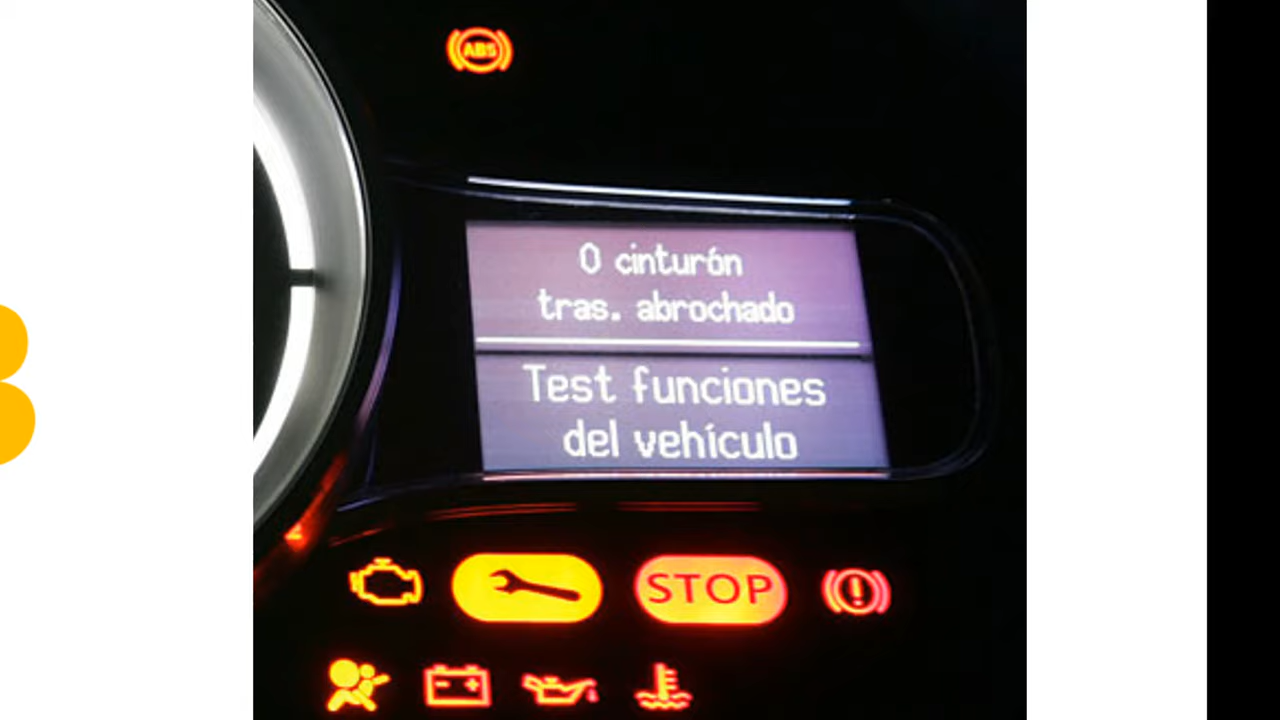 ABS
0 cinturón
tras. abrochado
Test funciones
del vehículo
STOP